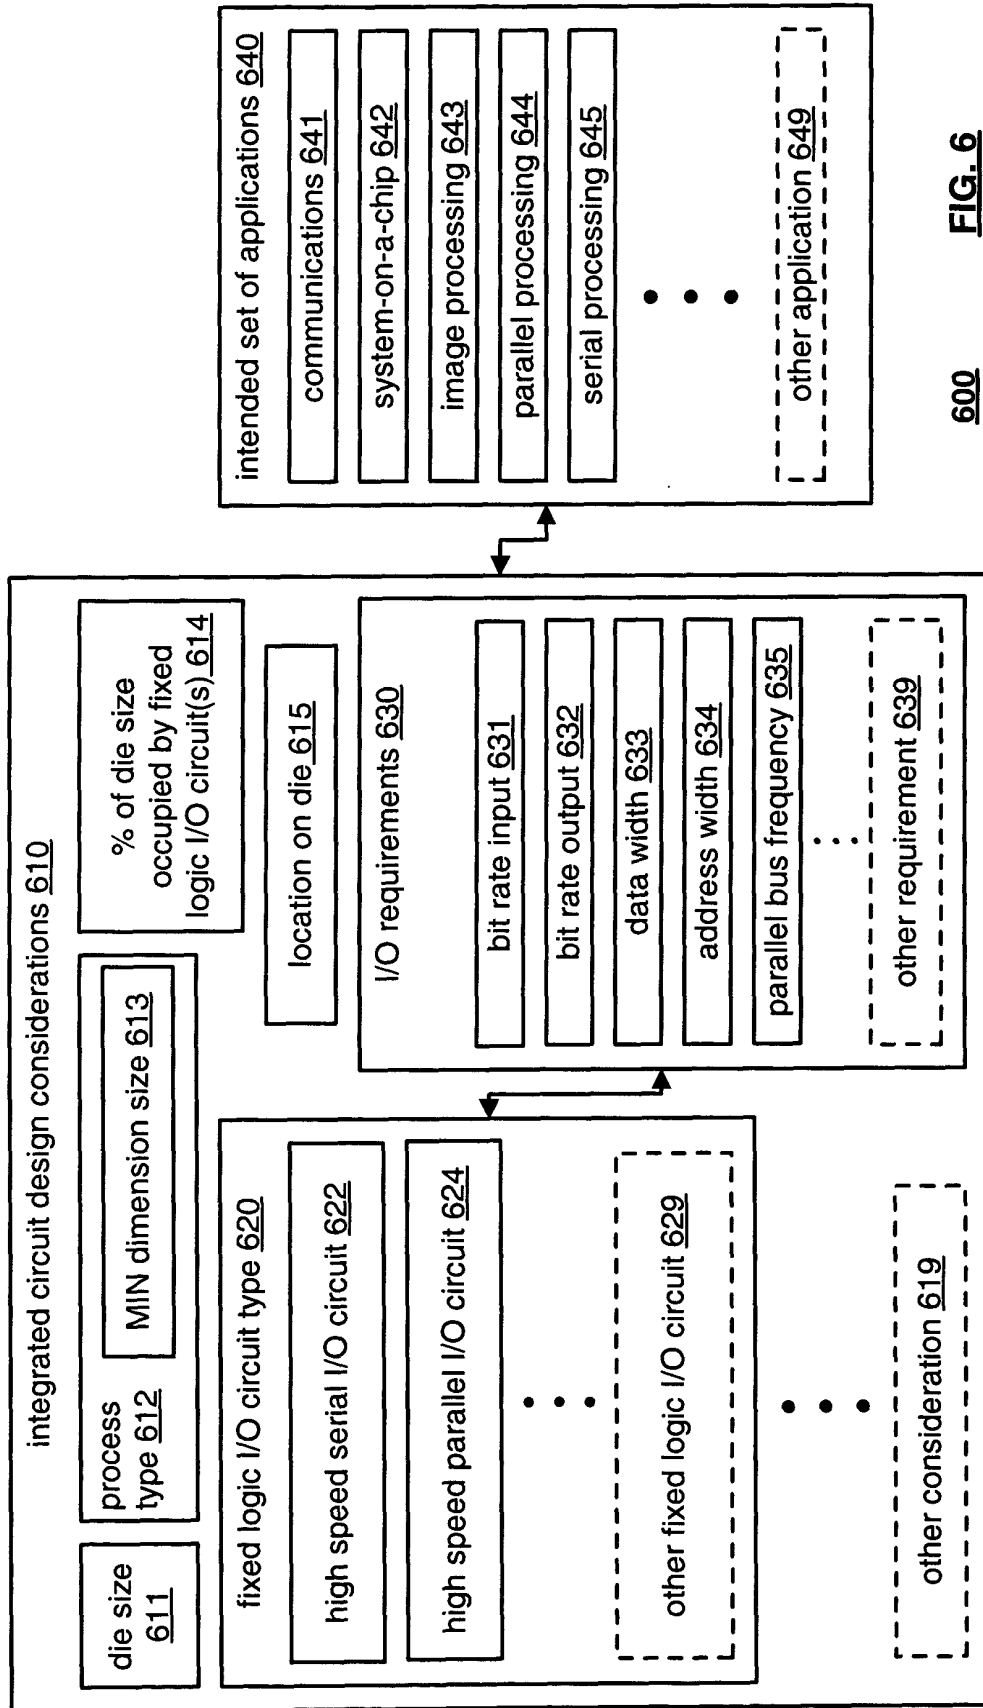 integrated circuit design considerations 610
die size
611
process
type 612
MIN dimension size 613
% of die size
occupied by fixed
logic I/O circuit(s) 614
location on die 615
fixed logic I/O circuit type 620
high speed serial I/O circuit 622
high speed parallel I/O circuit 624
other fixed logic I/O circuit 629
other consideration 619
I/O requirements 630
bit rate input 631
bit rate output 632
data width 633
address width 634
parallel bus frequency 635
other requirement 639
intended set of applications 640
communications 641
system-on-a-chip 642
image processing 643
parallel processing 644
serial processing 645
other application 649
600
FIG. 6